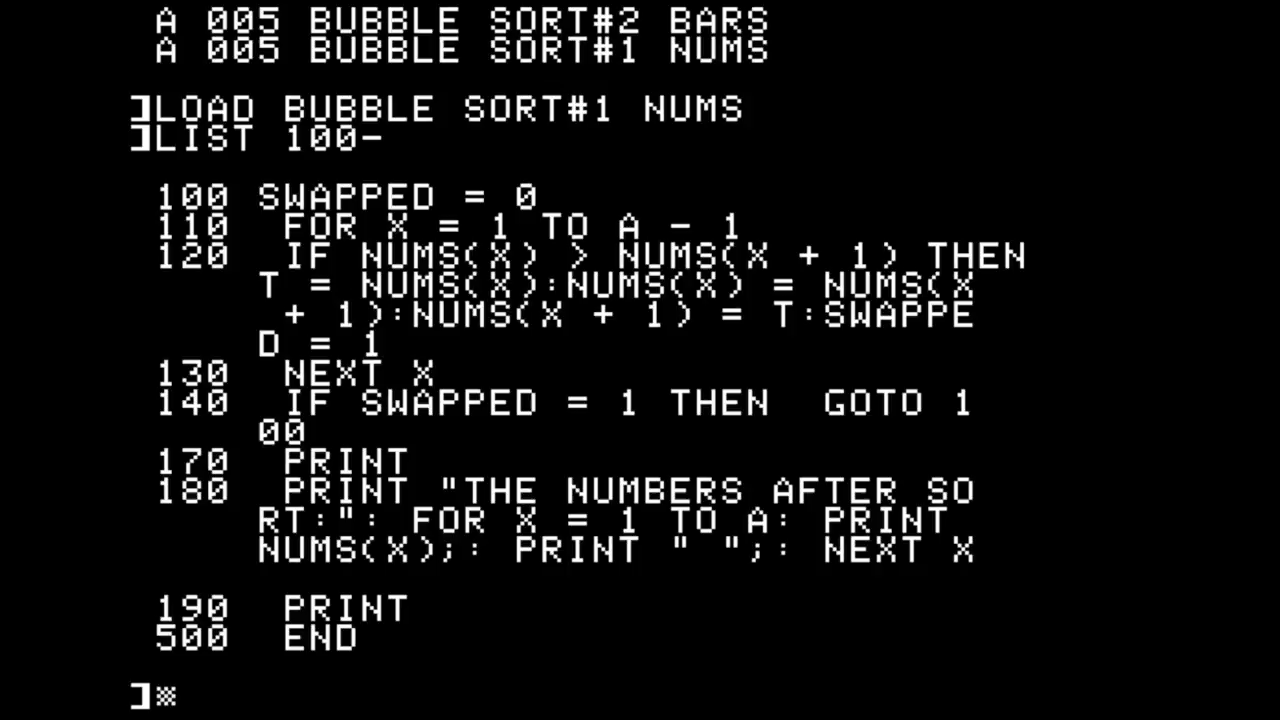 A 005 BUBBLE SORT#2 BARS
A 005 BUBBLE SORT#1 NUMS
]LOAD BUBBLE SORT#1 NUMS
]LIST 100-
100 SWAPPED = 0
110 FOR X = 1 TO A - 1
120 IF NUMS(X) > NUMS(X + 1) THEN
T = NUMS(X):NUMS(X) = NUMS(X
+ 1):NUMS(X + 1) = T:SWAPPE
D = 1
130 NEXT X
140 IF SWAPPED = 1 THEN GOTO 1
00
170 PRINT
180 PRINT "THE NUMBERS AFTER SO
RT:": FOR X = 1 TO A: PRINT
NUMS(X);: PRINT " ";: NEXT X
190 PRINT
500 END
]